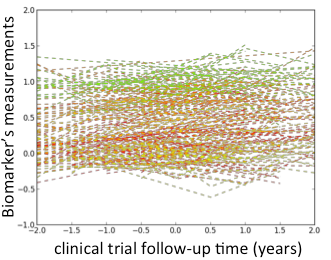 2.0
1.5
1.0
0.5
0.0
−0.5
−1.0
Biomarker's measurements
−2.0 −1.5 −1.0 −0.5 0.0 0.5 1.0 1.5 2.0
clinical trial follow-up time (years)